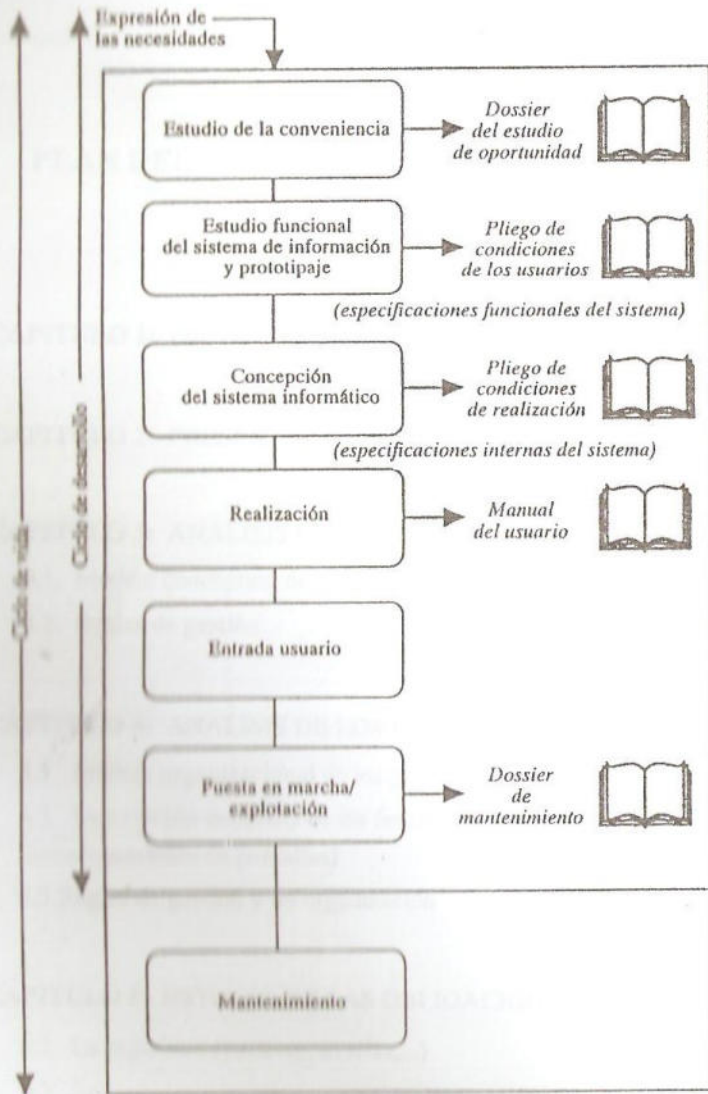 Expresión de
las necesidades
Estudio de la conveniencia
Dossier
del estudio
de oportunidad
Estudio funcional
del sistema de información
y prototipaje
Pliego de
condiciones
de los usuarios
(especificaciones funcionales del sistema)
Concepción
del sistema informático
Pliego de
condiciones
de realización
(especificaciones internas del sistema)
Realización
Manual
del usuario
Entrada usuario
Puesta en marcha/
explotación
Dossier
de
mantenimiento
Mantenimiento
Ciclo de desarrollo
Ciclo de vida